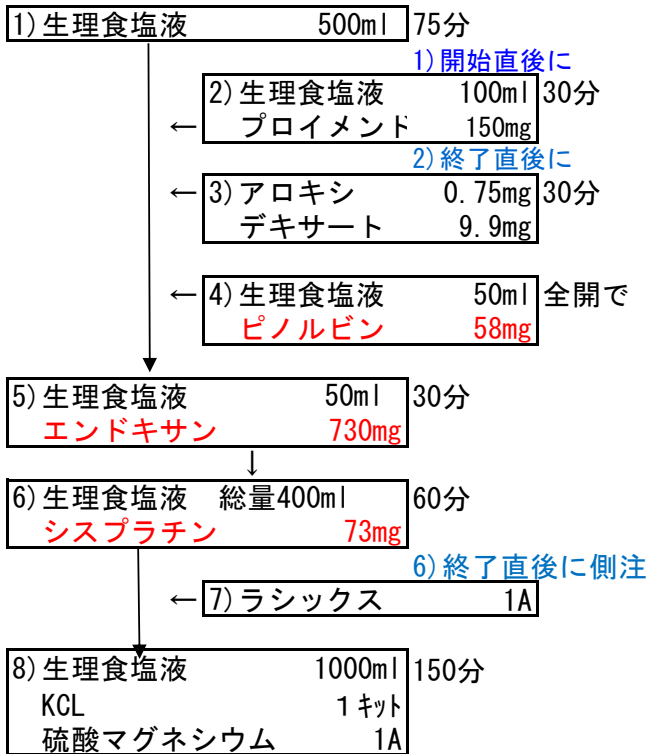 1)生理食塩液 500ml 75分
1)開始直後に
2)生理食塩液 100ml 30分
← プロイメンド 150mg
2)終了直後に
← 3)アロキシ 0.75mg 30分
デキサート 9.9mg
← 4)生理食塩液 50ml 全開で
ピノルビン 58mg
5)生理食塩液 50ml 30分
エンドキサン 730mg
↓
6)生理食塩液 総量400ml 60分
シスプラチン 73mg
6)終了直後に側注
← 7)ラシックス 1A
8)生理食塩液 1000ml 150分
KCL 1キット
硫酸マグネシウム 1A